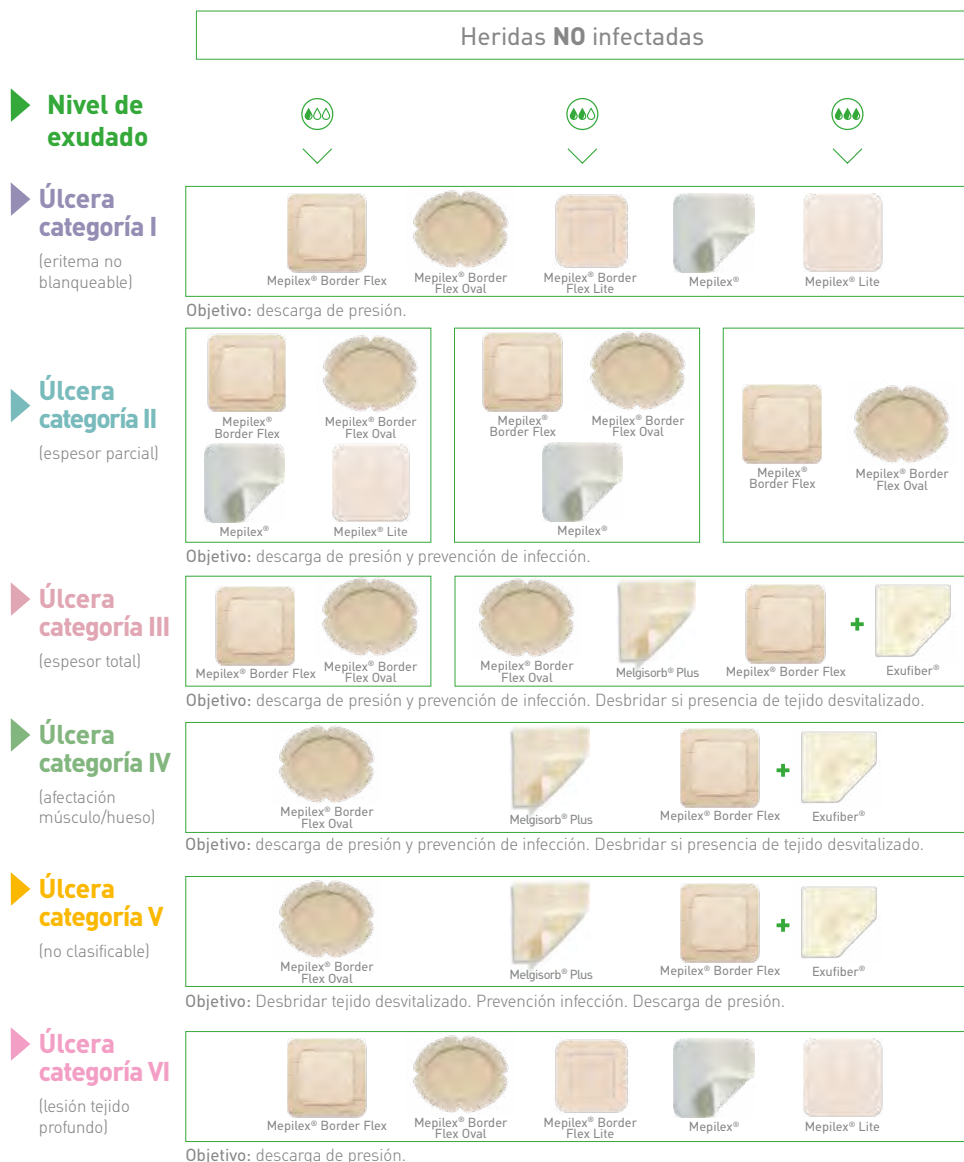 Heridas NO infectadas
Nivel de
exudado
Úlcera
categoría I
(eritema no
blanqueable)
Mepilex® Border Flex
Mepilex® Border
Flex Oval
Mepilex® Border
Flex Lite
Mepilex®
Mepilex® Lite
Objetivo: descarga de presión.
Úlcera
categoría II
(espesor parcial)
Mepilex®
Border Flex
Mepilex® Border
Flex Oval
Mepilex®
Mepilex® Lite
Mepilex®
Border Flex
Mepilex® Border
Flex Oval
Mepilex®
Mepilex®
Border Flex
Mepilex® Border
Flex Oval
Objetivo: descarga de presión y prevención de infección.
Úlcera
categoría III
(espesor total)
Mepilex® Border Flex
Mepilex® Border
Flex Oval
Mepilex® Border
Flex Oval
Melgisorb® Plus
Mepilex® Border Flex
+
Exufiber®
Objetivo: descarga de presión y prevención de infección. Desbridar si presencia de tejido desvitalizado.
Úlcera
categoría IV
(afectación
músculo/hueso)
Mepilex® Border
Flex Oval
Melgisorb® Plus
Mepilex® Border Flex
+
Exufiber®
Objetivo: descarga de presión y prevención de infección. Desbridar si presencia de tejido desvitalizado.
Úlcera
categoría V
(no clasificable)
Mepilex® Border
Flex Oval
Melgisorb® Plus
Mepilex® Border Flex
+
Exufiber®
Objetivo: Desbridar tejido desvitalizado. Prevención infección. Descarga de presión.
Úlcera
categoría VI
(lesión tejido
profundo)
Mepilex® Border Flex
Mepilex® Border
Flex Oval
Mepilex® Border
Flex Lite
Mepilex®
Mepilex® Lite
Objetivo: descarga de presión.